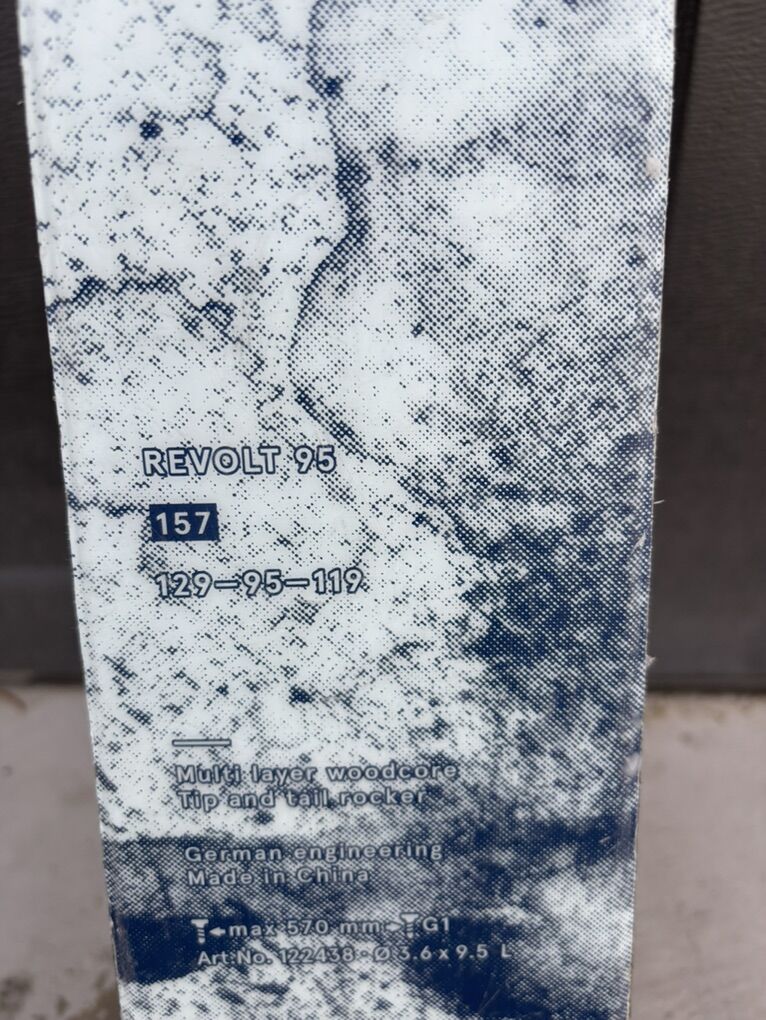 REVOLT 95
157
129–95–119
Multi layer woodcore
Tip and tail rocker
German engineering
Made in China
max 570 mm G1
Art.No. 122438 · Ø 3.6 x 9.5 L